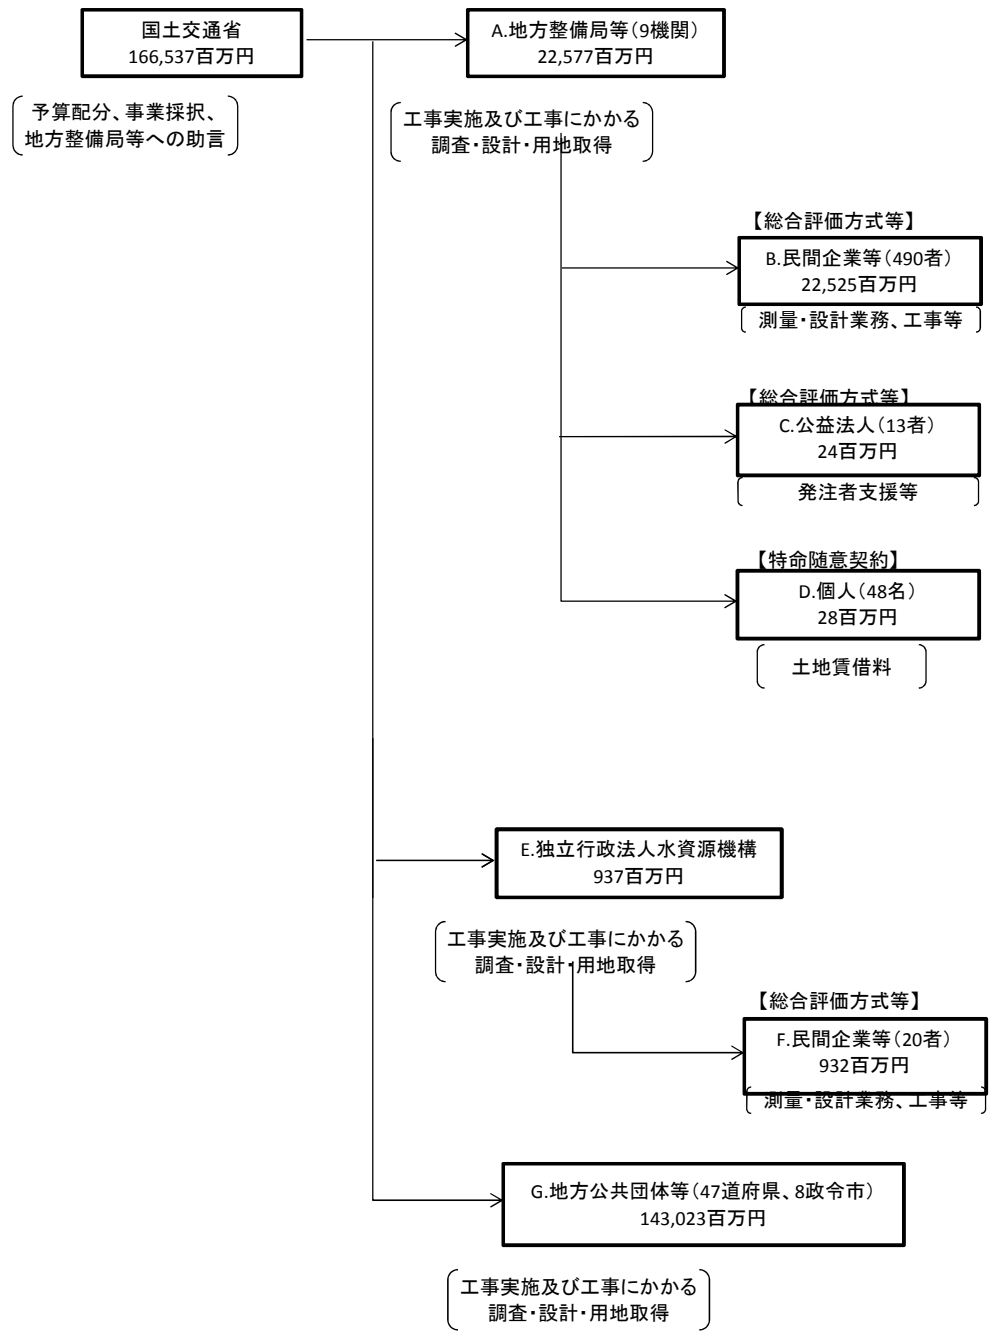 国土交通省
166,537百万円
予算配分、事業採択、
地方整備局等への助言
A.地方整備局等(9機関)
22,577百万円
工事実施及び工事にかかる
調査・設計・用地取得
【総合評価方式等】
B.民間企業等(490者)
22,525百万円
測量・設計業務、工事等
【総合評価方式等】
C.公益法人(13者)
24百万円
発注者支援等
【特命随意契約】
D.個人(48名)
28百万円
土地賃借料
E.独立行政法人水資源機構
937百万円
工事実施及び工事にかかる
調査・設計・用地取得
【総合評価方式等】
F.民間企業等(20者)
932百万円
測量・設計業務、工事等
G.地方公共団体等(47道府県、8政令市)
143,023百万円
工事実施及び工事にかかる
調査・設計・用地取得